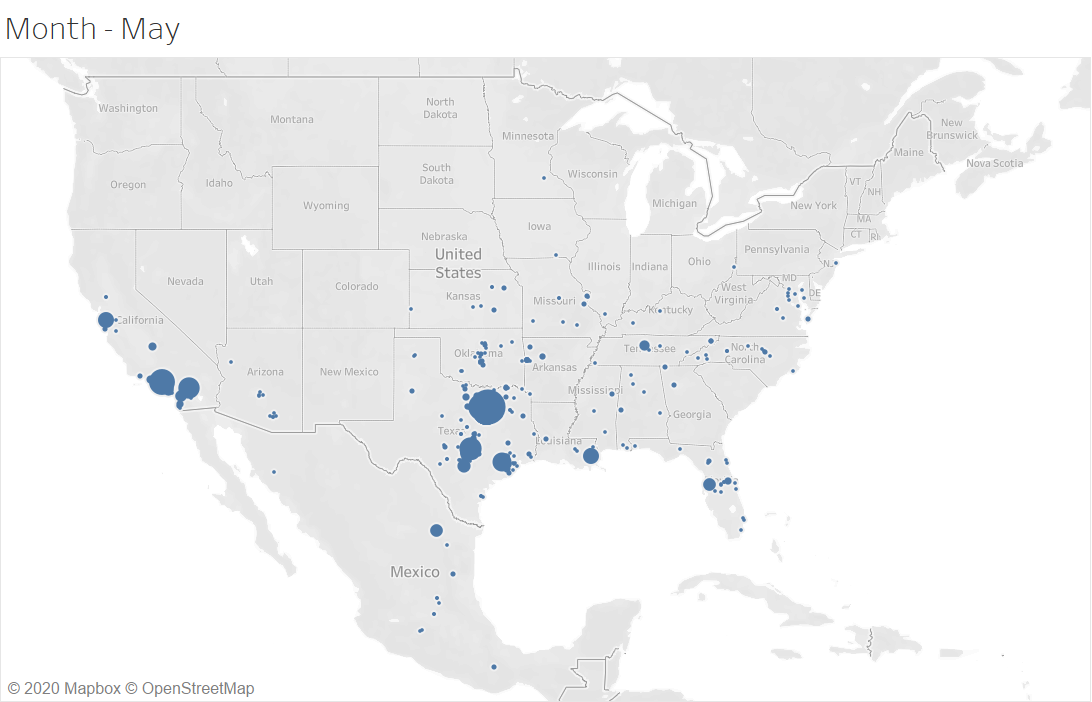 Month - May
Washington
Montana
North
Dakota
Minnesota
New
Brunswick
Maine
Nova Scotia
Oregon
Idaho
South
Dakota
Wisconsin
Michigan
VT
NH
Wyoming
New York
MA
CT
RI
Nebraska
Iowa
United
States
Pennsylvania
Nevada
Utah
Colorado
Illinois
Indiana
Ohio
Kansas
Missouri
West
Virginia
MD
DE
Kentucky
California
Arizona
New Mexico
Oklahoma
Arkansas
Tennessee
North
Carolina
Mississippi
Georgia
Louisiana
Mexico
© 2020 Mapbox © OpenStreetMap